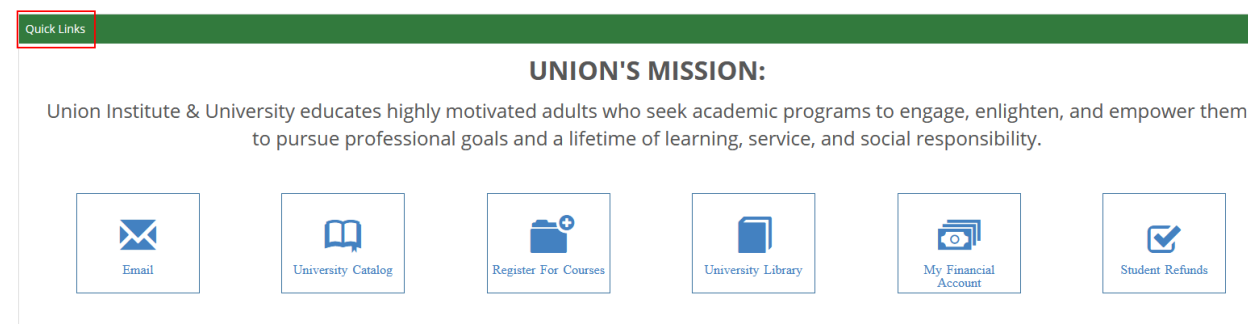 Quick Links
UNION'S MISSION:
Union Institute & University educates highly motivated adults who seek academic programs to engage, enlighten, and empower them
to pursue professional goals and a lifetime of learning, service, and social responsibility.
Email
University Catalog
Register For Courses
University Library
My Financial
Account
Student Refunds